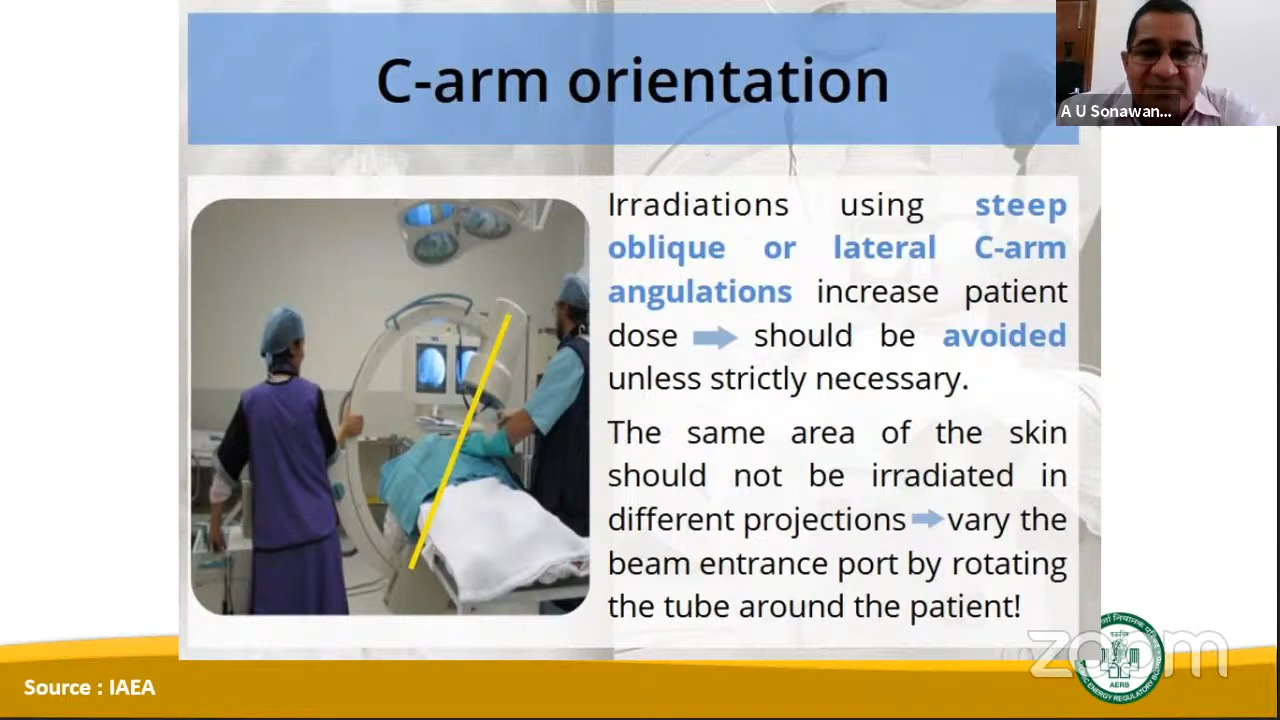 C-arm orientation
A U Sonawan...
Irradiations using steep
oblique or lateral C-arm
angulations increase patient
dose should be avoided
unless strictly necessary.
The same area of the skin
should not be irradiated in
different projections vary the
beam entrance port by rotating
the tube around the patient!
zoom
AERB
Source : IAEA